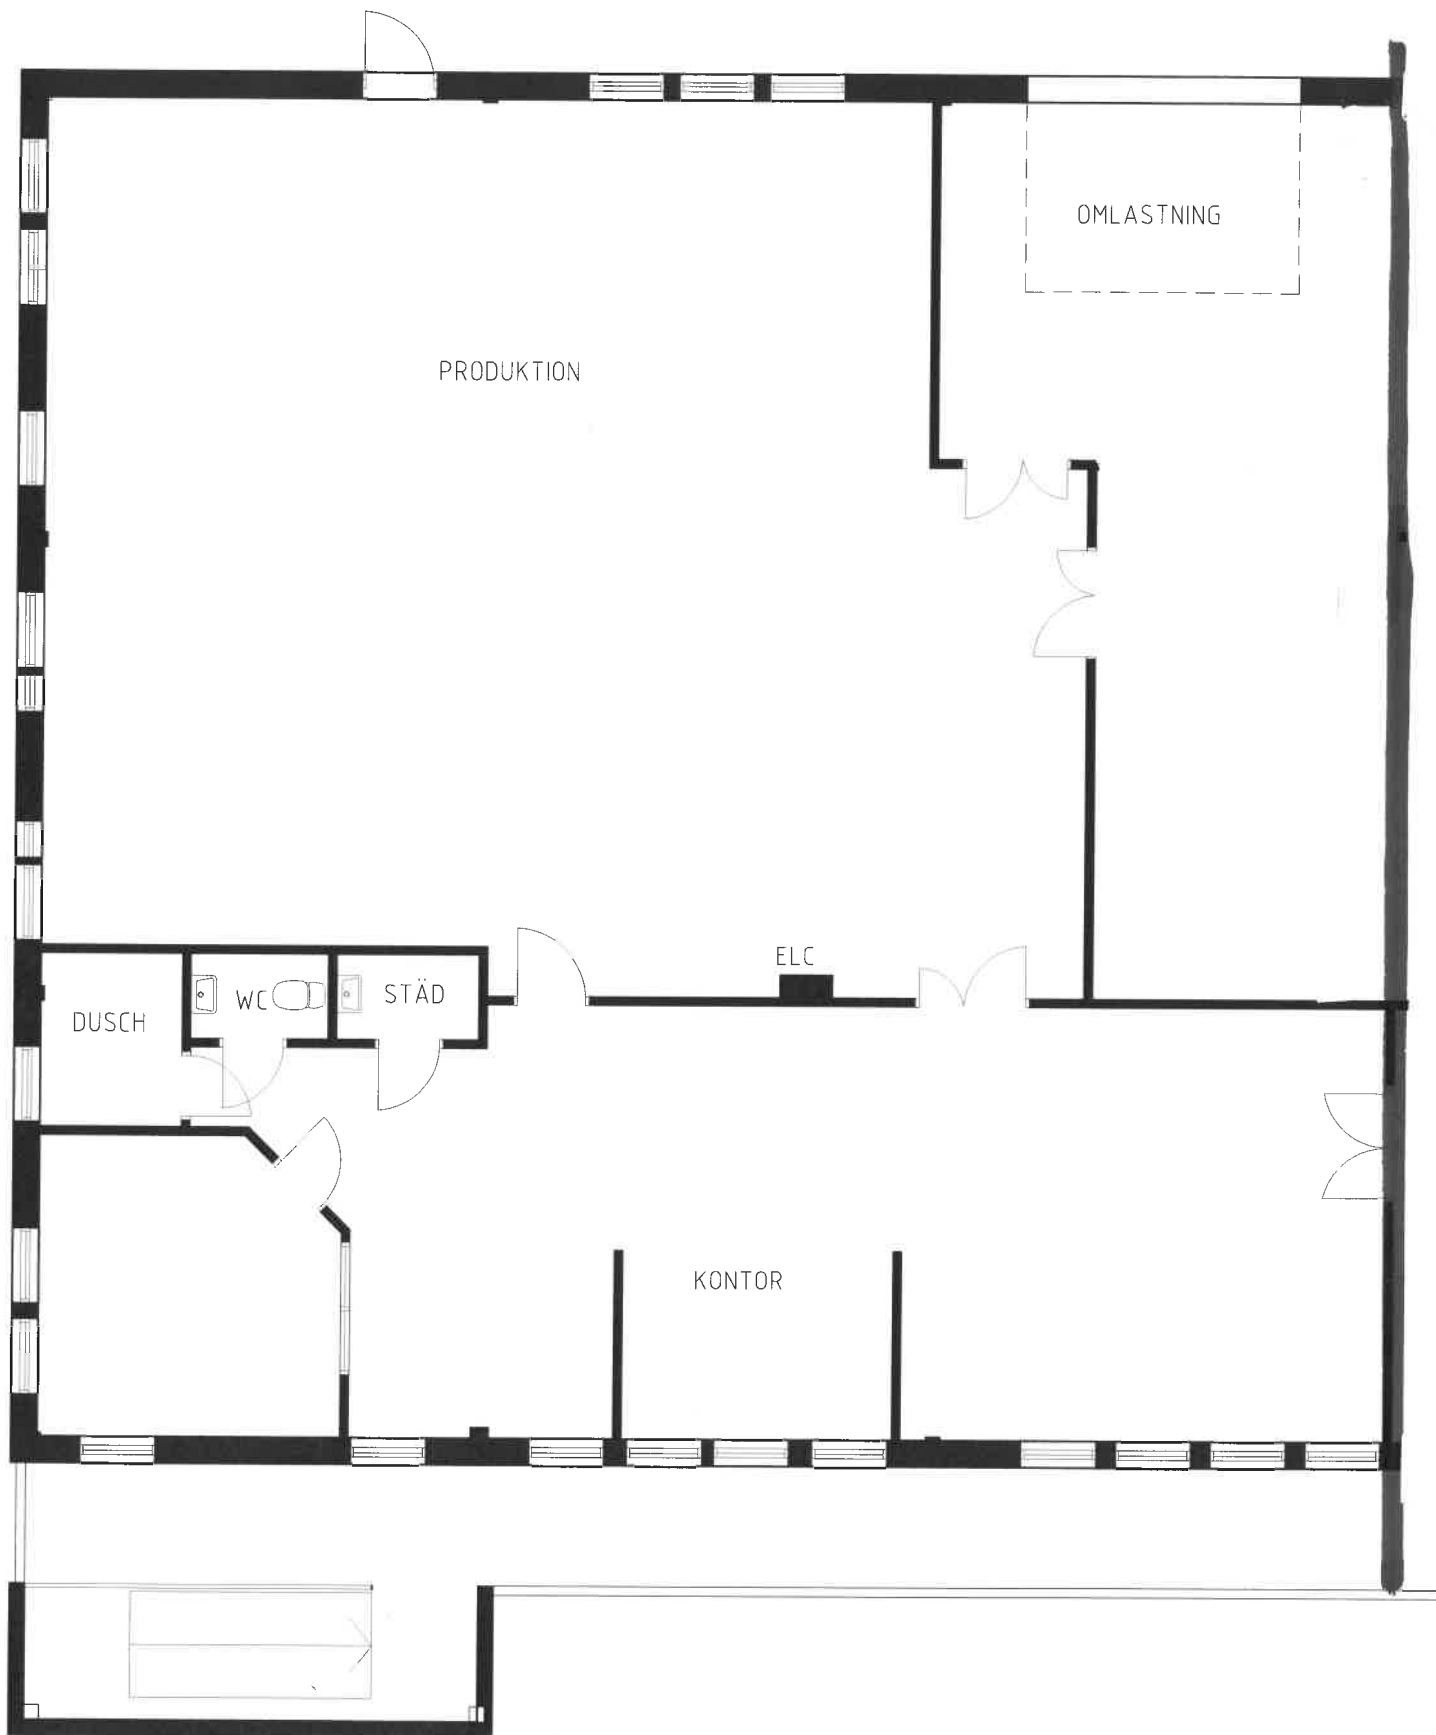 OMLASTNING
PRODUKTION
ELC
WC
STÄD
DUSCH
KONTOR